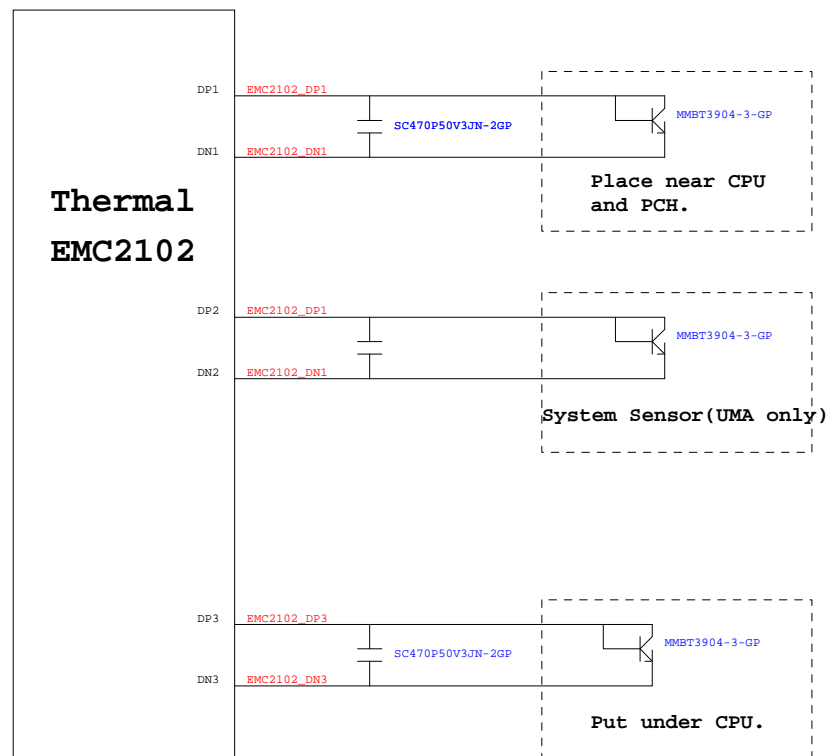 DP1
EMC2102_DP1
MMBT3904-3-GP
SC470P50V3JN-2GP
DN1
EMC2102_DN1
Place near CPU
and PCH.
Thermal
EMC2102
DP2
EMC2102_DP1
MMBT3904-3-GP
DN2
EMC2102_DN1
System Sensor(UMA only)
DP3
EMC2102_DP3
MMBT3904-3-GP
SC470P50V3JN-2GP
DN3
EMC2102_DN3
Put under CPU.